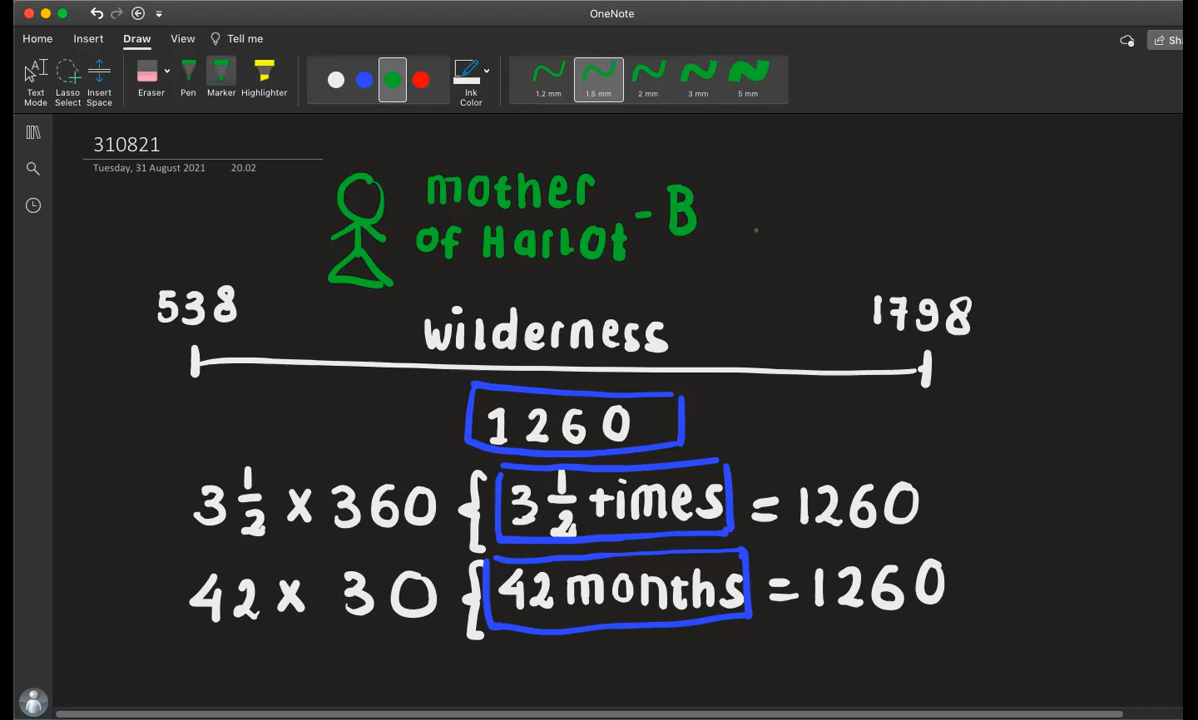 OneNote
Home Insert Draw View Tell me
Sha
Text Mode Lasso Select Insert Space Eraser Pen Marker Highlighter Ink Color 1.2 mm 1.5 mm 2 mm 3 mm 5 mm
310821
Tuesday, 31 August 2021 20.02
mother
of Harlot - B
538 1798
wilderness
1260
3 1/2 x 360 { 3 1/2 times = 1260
42 x 30 { 42 months = 1260